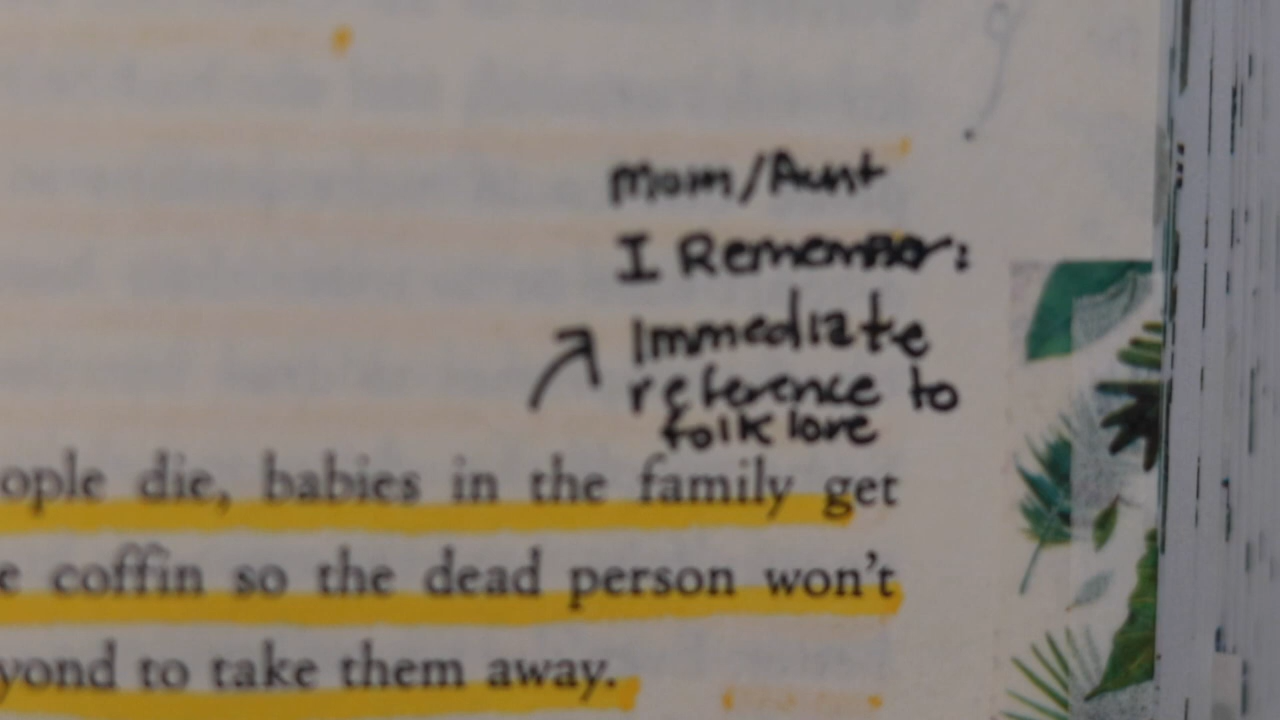 Mom/Aunt
I Remember:
Immediate
reference to
folklore
ople die, babies in the family get
e coffin so the dead person won't
yond to take them away.